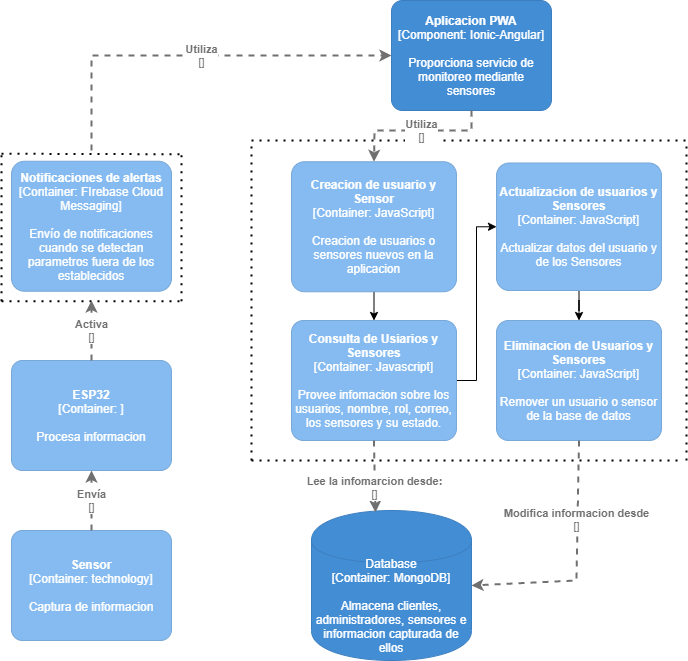 Aplicacion PWA
[Component: Ionic-Angular]
Proporciona servicio de
monitoreo mediante
sensores
Utiliza
[]
Utiliza
[]
Notificaciones de alertas
[Container: FIrebase Cloud
Messaging]
Envío de notificaciones
cuando se detectan
parametros fuera de los
establecidos
Creacion de usuario y
Sensor
[Container: JavaScript]
Creacion de usuarios o
sensores nuevos en la
aplicacion
Actualizacion de usuarios y
Sensores
[Container: JavaScript]
Actualizar datos del usuario y
de los Sensores
Activa
[]
Consulta de Usiarios y
Sensores
[Container: Javascript]
Provee infomacion sobre los
usuarios, nombre, rol, correo,
los sensores y su estado.
Eliminacion de Usuarios y
Sensores
[Container: JavaScript]
Remover un usuario o sensor
de la base de datos
ESP32
[Container: ]
Procesa informacion
Envía
[]
Lee la infomarcion desde:
[]
Modifica informacion desde
[]
Sensor
[Container: technology]
Captura de informacion
Database
[Container: MongoDB]
Almacena clientes,
administradores, sensores e
informacion capturada de
ellos